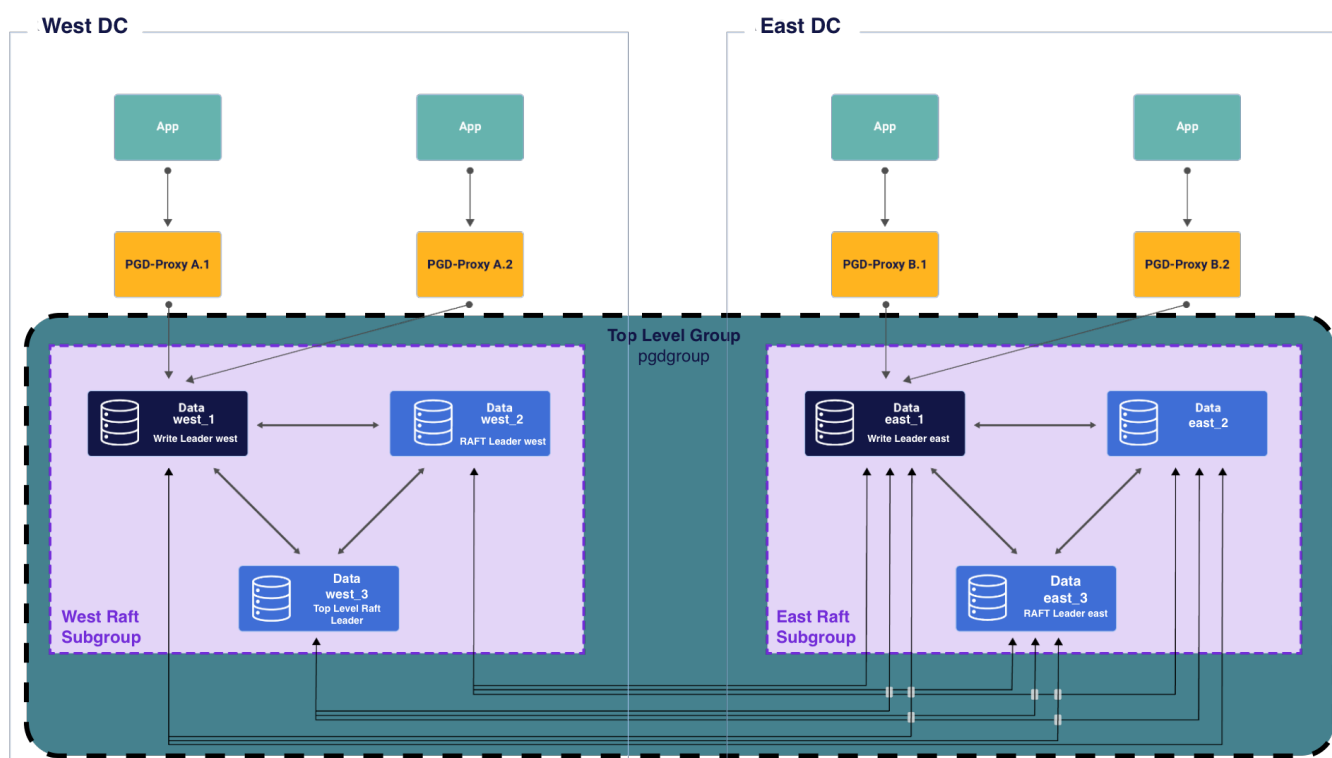 West DC
East DC
App
App
App
App
PGD-Proxy A.1
PGD-Proxy A.2
PGD-Proxy B.1
PGD-Proxy B.2
Top Level Group
pgdgroup
Data
west_1
Write Leader west
Data
west_2
RAFT Leader west
Data
east_1
Write Leader east
Data
east_2
Data
west_3
Top Level Raft
Leader
Data
east_3
RAFT Leader east
West Raft
Subgroup
East Raft
Subgroup